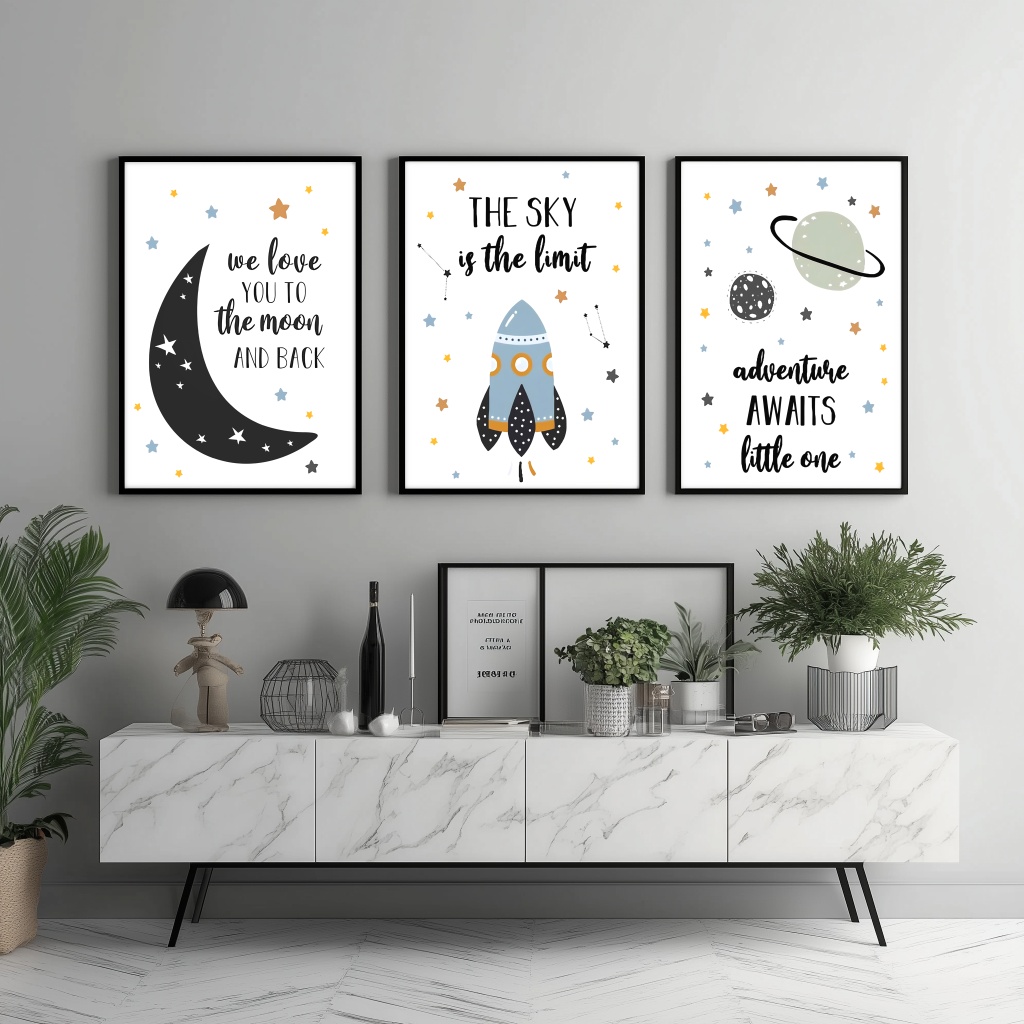 we love
YOU TO
the moon
AND BACK
THE SKY
is the limit
adventure
AWAITS
little one